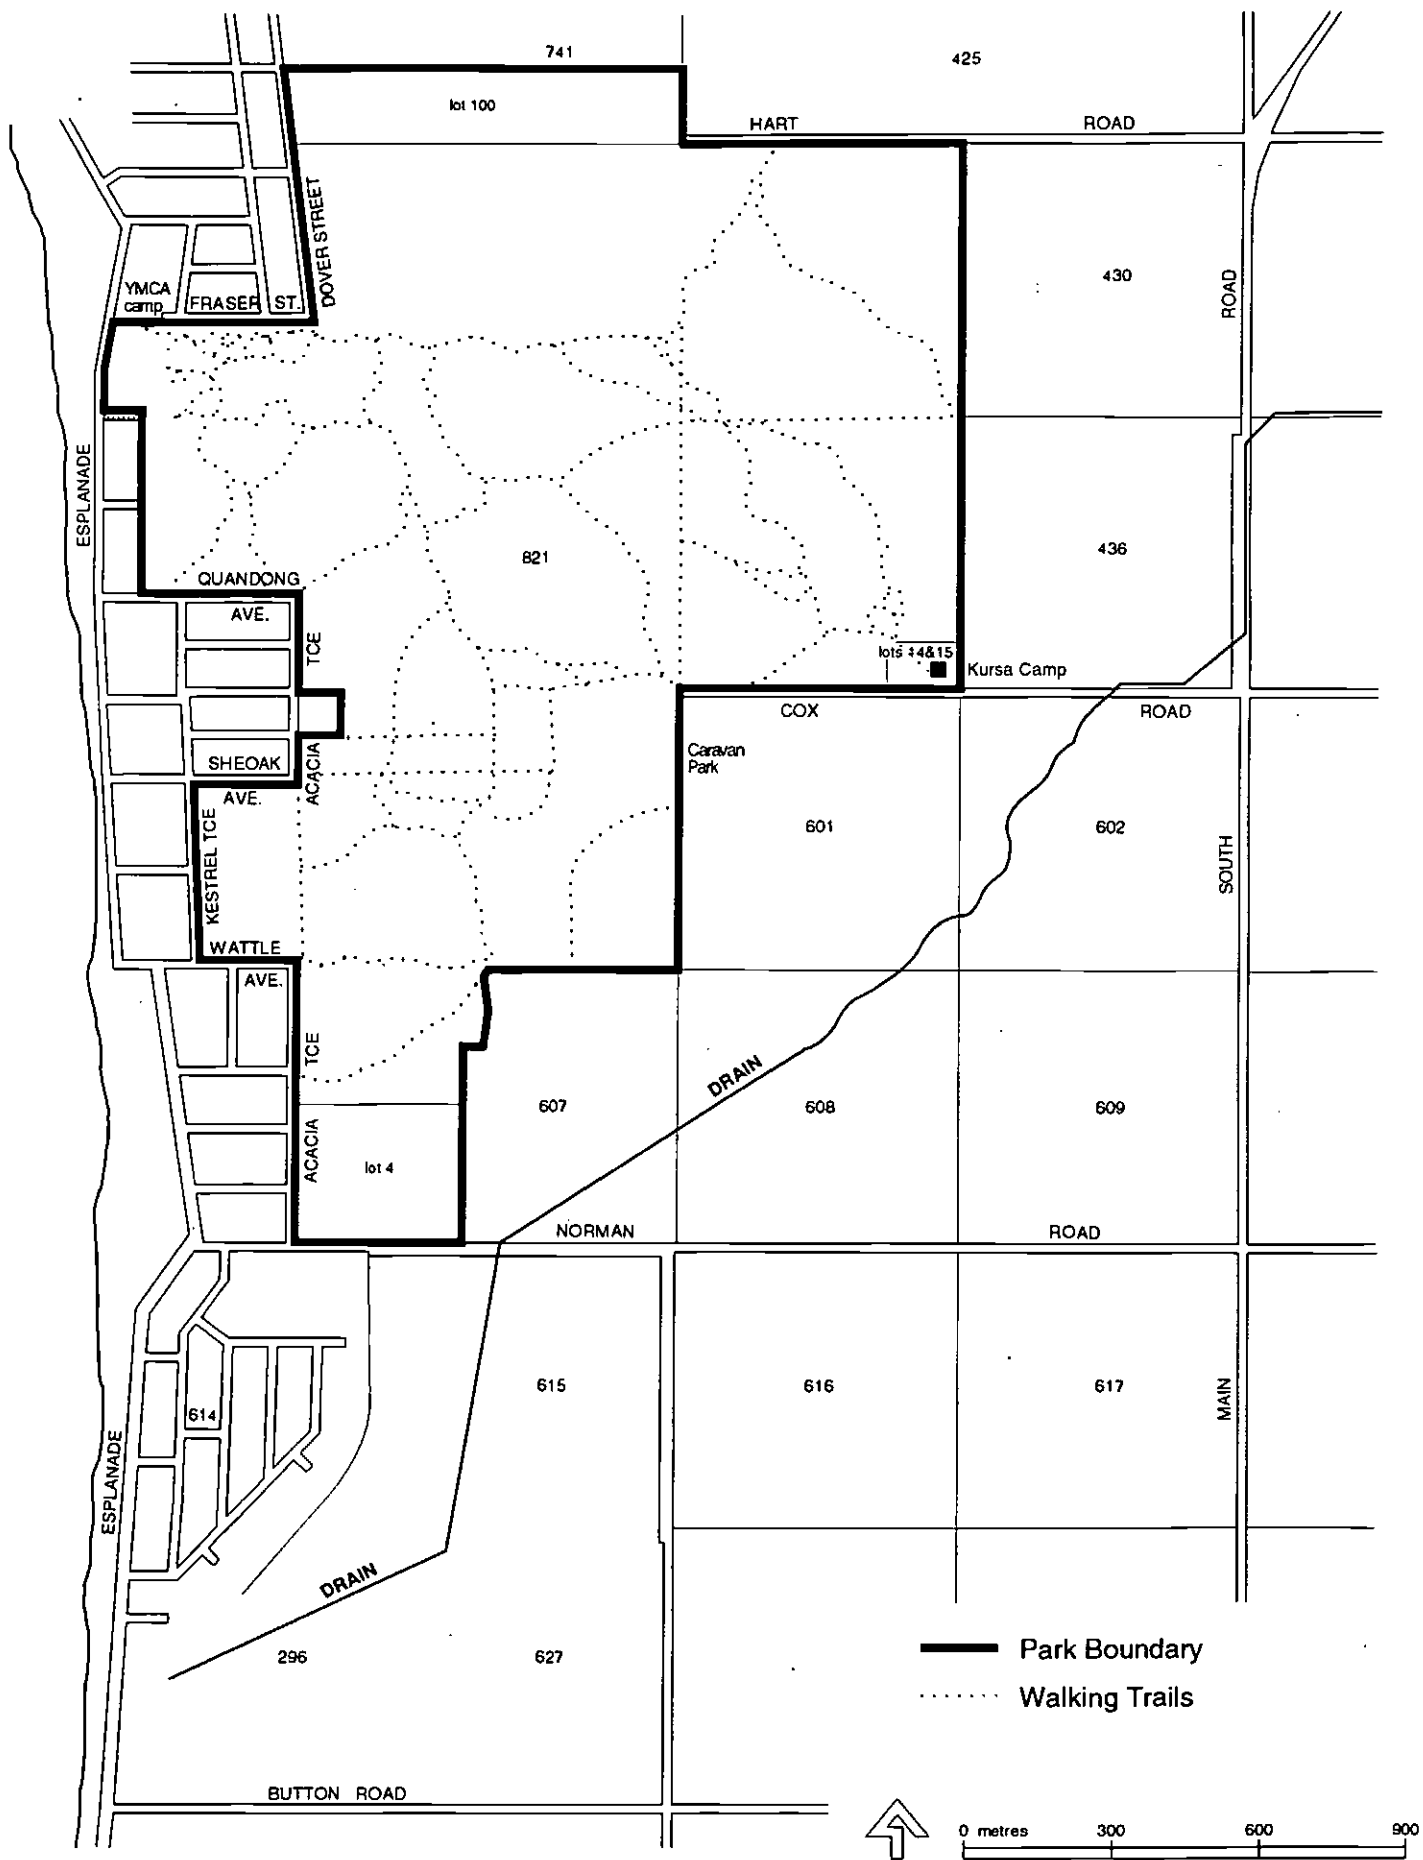 741
425
lot 100
HART
ROAD
DOVER STREET
YMCA
camp
FRASER
ST.
430
ROAD
ESPLANADE
821
436
QUANDONG
AVE.
TCE
lots 14&15
Kursa Camp
COX
ROAD
Caravan
Park
SHEOAK
AVE.
ACACIA
KESTREL TCE
601
602
SOUTH
WATTLE
AVE.
TCE
DRAIN
607
608
609
ACACIA
lot 4
NORMAN
ROAD
615
616
617
MAIN
614
ESPLANADE
DRAIN
296
627
Park Boundary
Walking Trails
BUTTON ROAD
0 metres
300
600
900